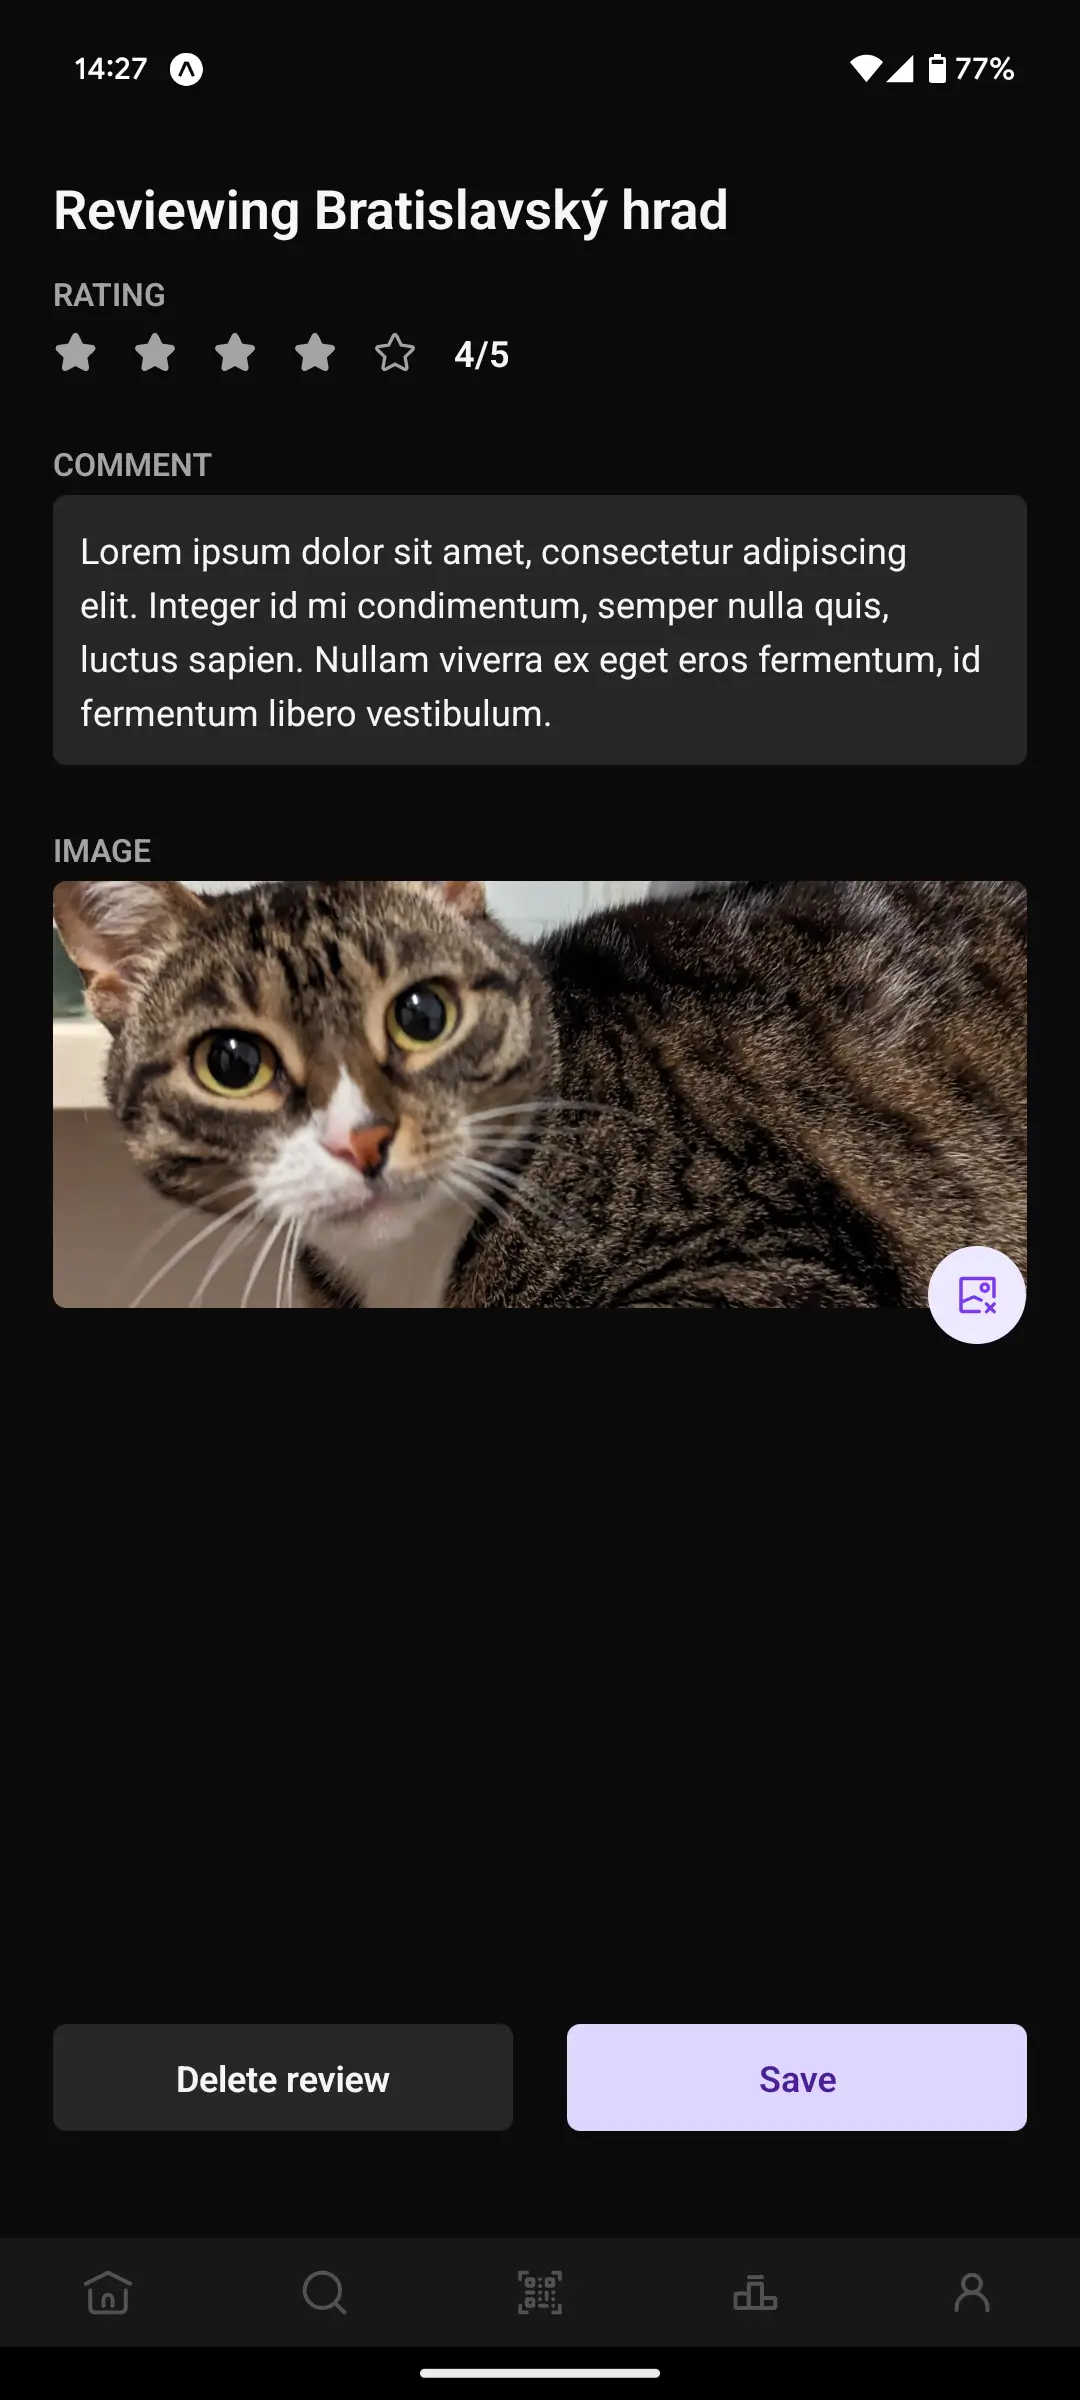 14:27
77%
Reviewing Bratislavský hrad
RATING
4/5
COMMENT
Lorem ipsum dolor sit amet, consectetur adipiscing
elit. Integer id mi condimentum, semper nulla quis,
luctus sapien. Nullam viverra ex eget eros fermentum, id
fermentum libero vestibulum.
IMAGE
Delete review
Save